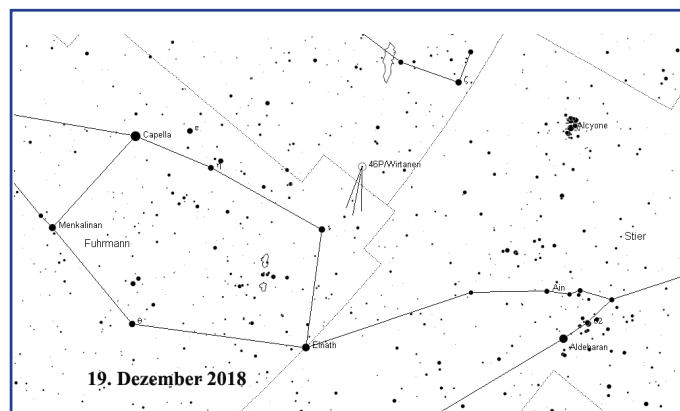 ζ
Alcyone
Capella
ε
η
46P/Wirtanen
Menkalinan
Fuhrmann
Stier
Ain
θ
θ2
Elnath
Aldebaran
19. Dezember 2018